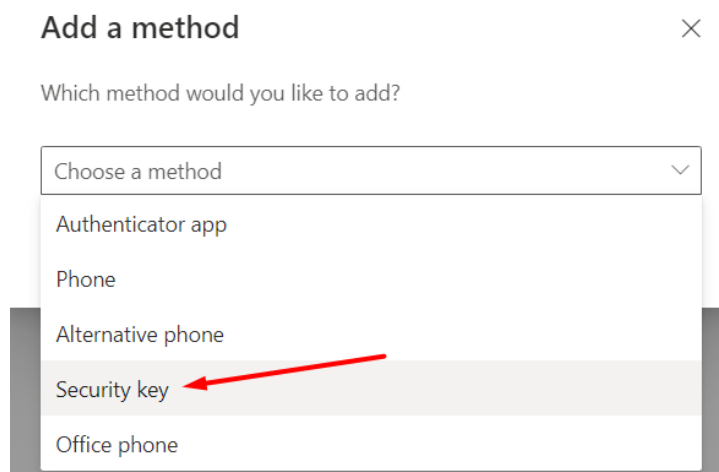 Add a method
Which method would you like to add?
Choose a method
Authenticator app
Phone
Alternative phone
Security key
Office phone